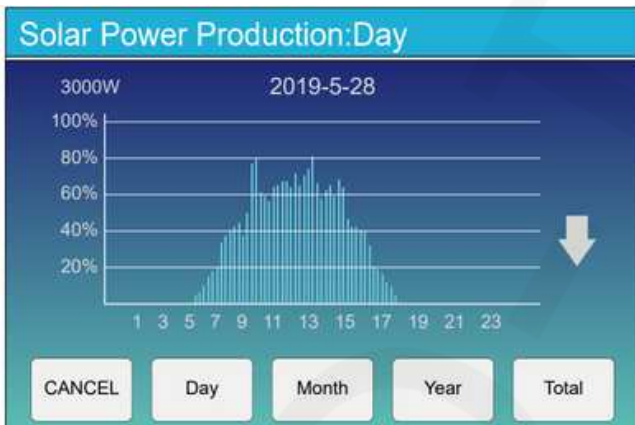 Solar Power Production:Day
3000W 2019-5-28
100%
80%
60%
40%
20%
1 3 5 7 9 11 13 15 17 19 21 23
CANCEL Day Month Year Total